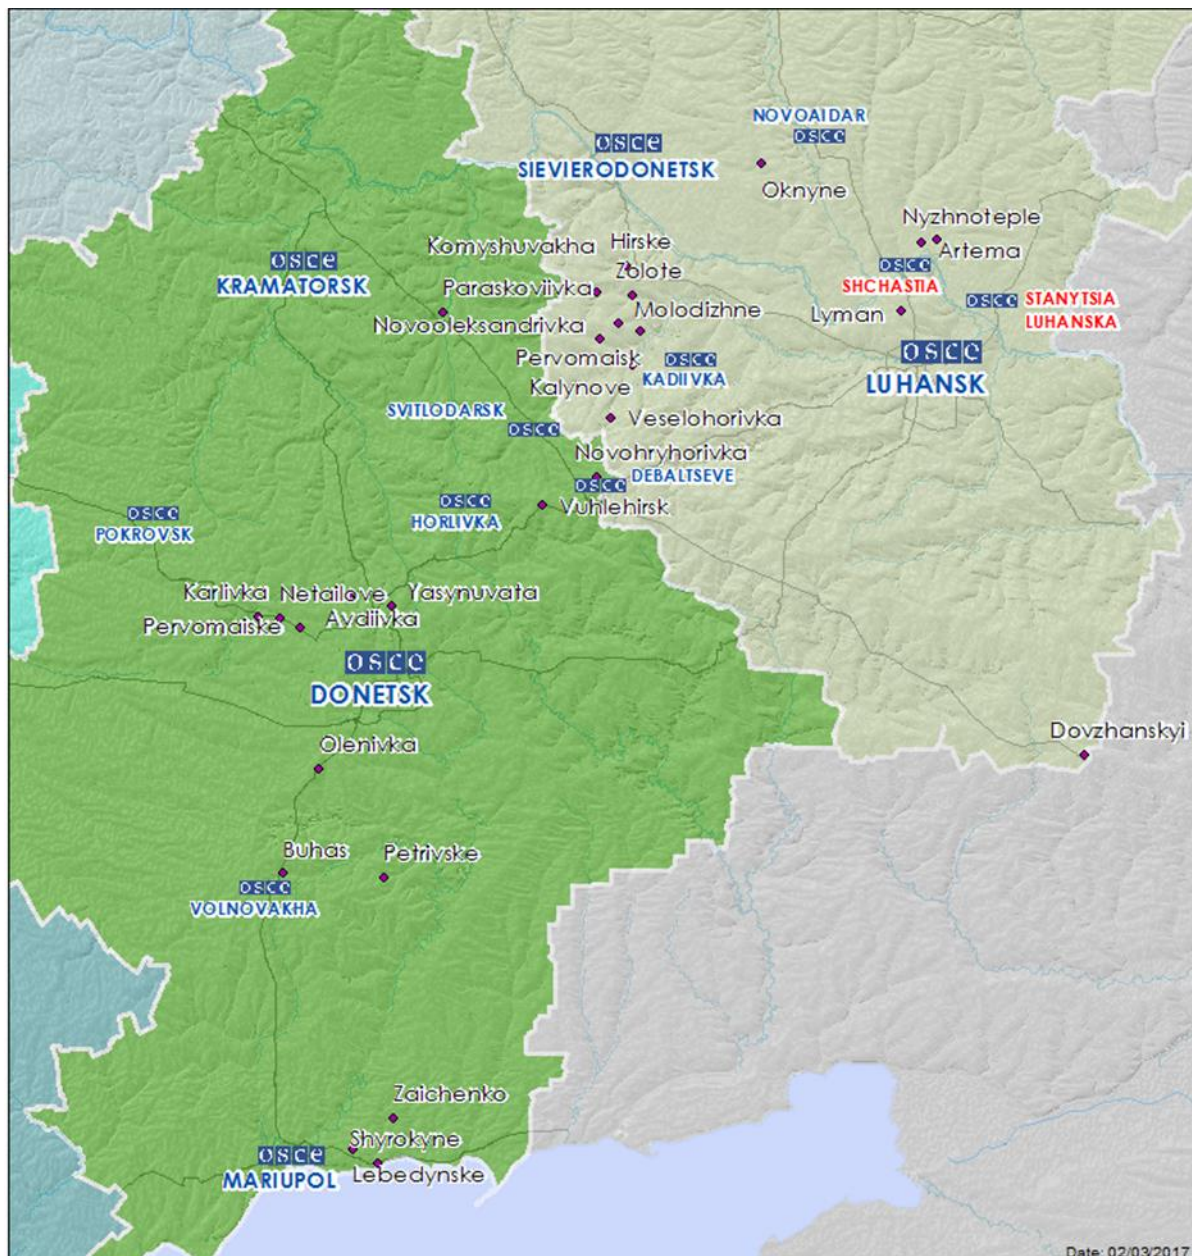 NOVOAIDAR
osce
osce
SIEVIERODONETSK
Oknyne
Nyzhnoteple
Komyshuvakha
Hirske
Artema
osce
KRAMATORSK
Zolote
osce
SHCHASTIA
Paraskoviivka
osce
STANYTSIA
LUHANSKA
Novooleksandrivka
Molodizhne
Lyman
Pervomaisk
osce
KADIIVKA
osce
LUHANSK
Kalynove
SVITLODARSK
osce
Veselohorivka
Novohryhorivka
DEBALTSEVE
osce
osce
HORLIVKA
Vuhlehirsk
osce
POKROVSK
Karlivka
Netailove
Yasynuvata
Pervomaiske
Avdiivka
osce
DONETSK
Dovzhanskyi
Olenivka
Buhas
Petrivske
osce
VOLNOVAKHA
Zaichenko
Shyrokyne
osce
MARIUPOL
Lebedynske
Date: 02/03/2017